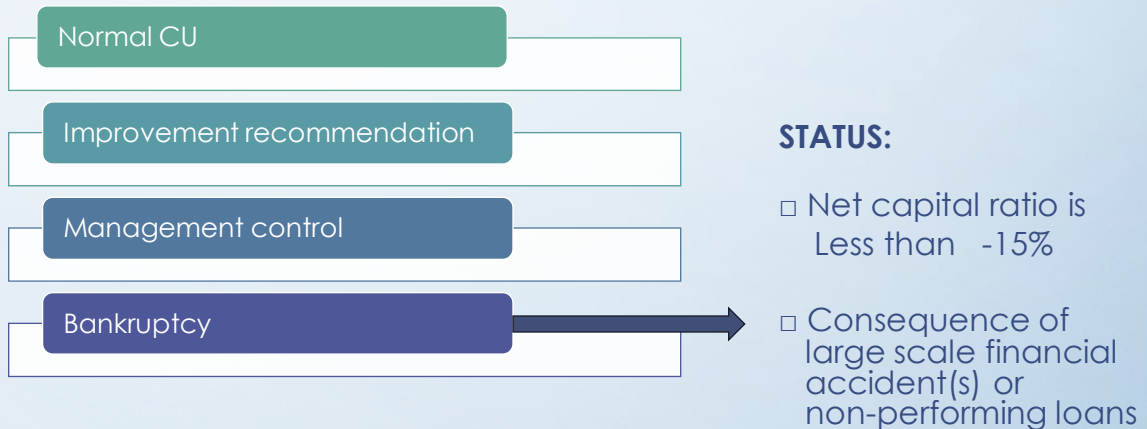 Normal CU
Improvement recommendation
Management control
Bankruptcy
STATUS:
□ Net capital ratio is
Less than -15%
□ Consequence of
large scale financial
accident(s) or
non-performing loans